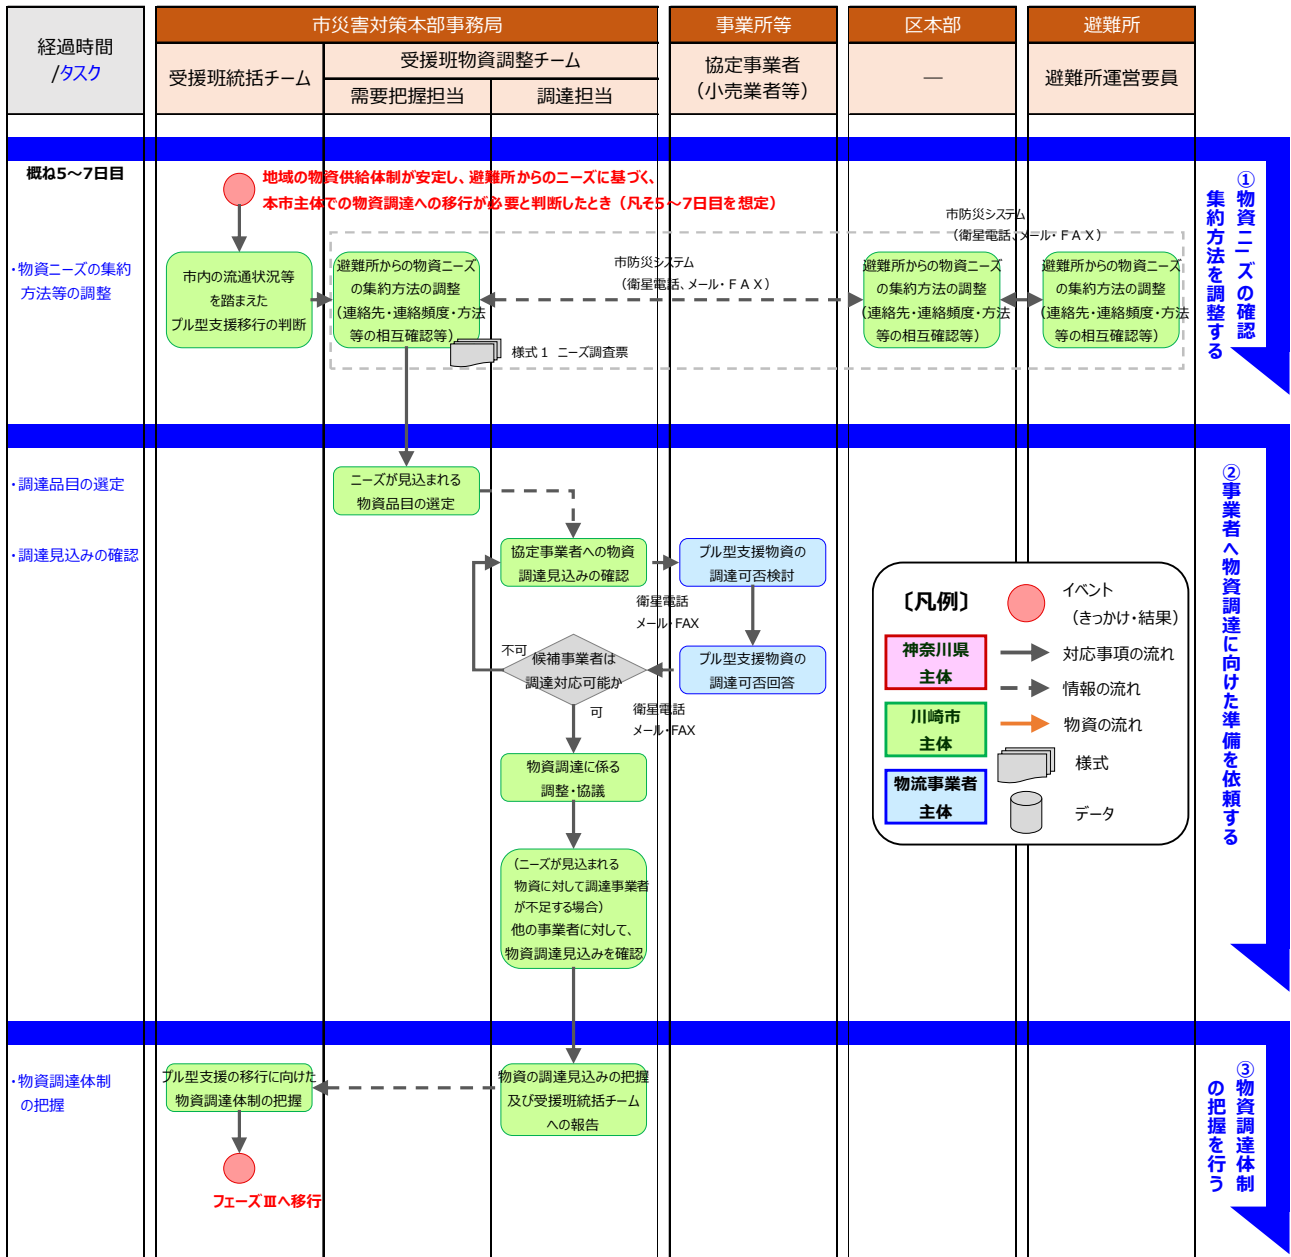 経過時間
/タスク
市災害対策本部事務局
受援班統括チーム
受援班物資調整チーム
需要把握担当
調達担当
事業所等
協定事業者
（小売業者等）
区本部
―
避難所
避難所運営要員
概ね5～7日目
地域の物資供給体制が安定し、避難所からのニーズに基づく、
本市主体での物資調達への移行が必要と判断したとき（凡そ5～7日目を想定）
・物資ニーズの集約
方法等の調整
市内の流通状況等
を踏まえた
プル型支援移行の判断
避難所からの物資ニーズ
の集約方法の調整
（連絡先・連絡頻度・方法
等の相互確認等）
様式１ ニーズ調査票
市防災システム
（衛星電話、メール・ＦＡＸ）
避難所からの物資ニーズ
の集約方法の調整
（連絡先・連絡頻度・方法
等の相互確認等）
市防災システム
（衛星電話、メール・ＦＡＸ）
避難所からの物資ニーズ
の集約方法の調整
（連絡先・連絡頻度・方法
等の相互確認等）
①物資ニーズの確認
集約方法を調整する
・調達品目の選定
ニーズが見込まれる
物資品目の選定
・調達見込みの確認
協定事業者への物資
調達見込みの確認
プル型支援物資の
調達可否検討
衛星電話
メール・FAX
不可
候補事業者は
調達対応可能か
プル型支援物資の
調達可否回答
可
衛星電話
メール・FAX
物資調達に係る
調整・協議
（ニーズが見込まれる
物資に対して調達事業者
が不足する場合）
他の事業者に対して、
物資調達見込みを確認
〔凡例〕
イベント
（きっかけ・結果）
神奈川県
主体
対応事項の流れ
情報の流れ
川崎市
主体
物資の流れ
様式
物流事業者
主体
データ
②事業者へ物資調達に向けた準備を依頼する
・物資調達体制
の把握
プル型支援の移行に向けた
物資調達体制の把握
物資の調達見込みの把握
及び受援班統括チーム
への報告
フェーズⅢへ移行
③物資調達体制
の把握を行う